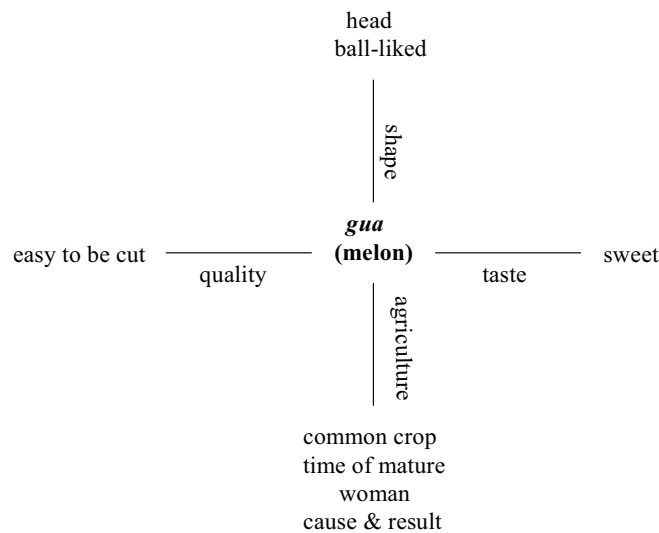 head
ball-liked
shape
gua
(melon)
easy to be cut
quality
taste
sweet
agriculture
common crop
time of mature
woman
cause & result